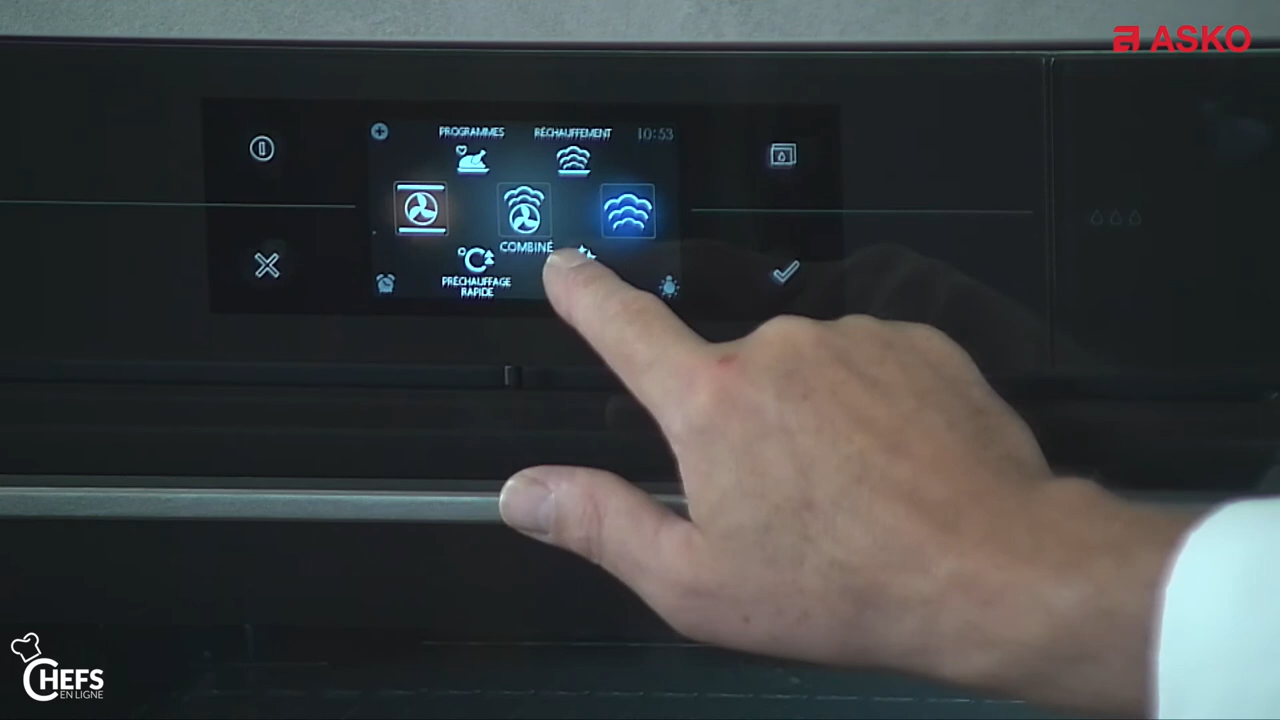 ASKO
PROGRAMMES
RÉCHAUFFEMENT
10:53
COMBINÉ
PRÉCHAUFFAGE
RAPIDE
CHEFS
EN LIGNE